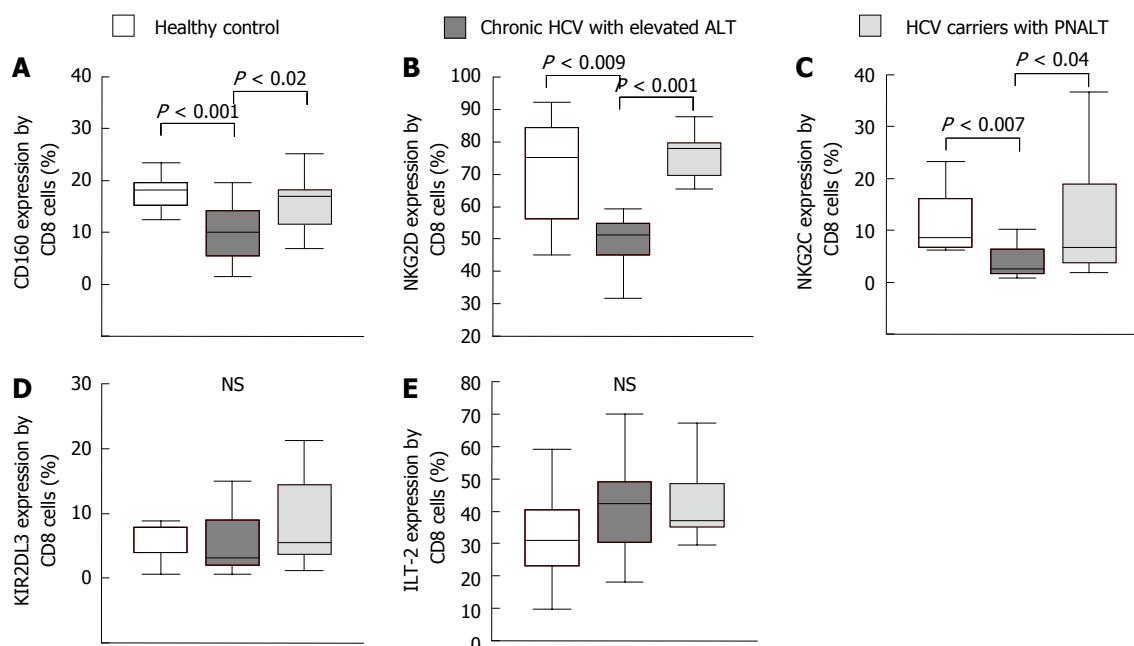 Healthy control
Chronic HCV with elevated ALT
HCV carriers with PNALT
A
CD160 expression by
CD8 cells (%)
40
30
20
10
0
P < 0.001
P < 0.02
B
NKG2D expression by
CD8 cells (%)
100
90
80
70
60
50
40
30
20
P < 0.009
P < 0.001
C
NKG2C expression by
CD8 cells (%)
40
30
20
10
0
P < 0.007
P < 0.04
D
KIR2DL3 expression by
CD8 cells (%)
30
20
10
0
NS
E
ILT-2 expression by
CD8 cells (%)
80
70
60
50
40
30
20
10
0
NS